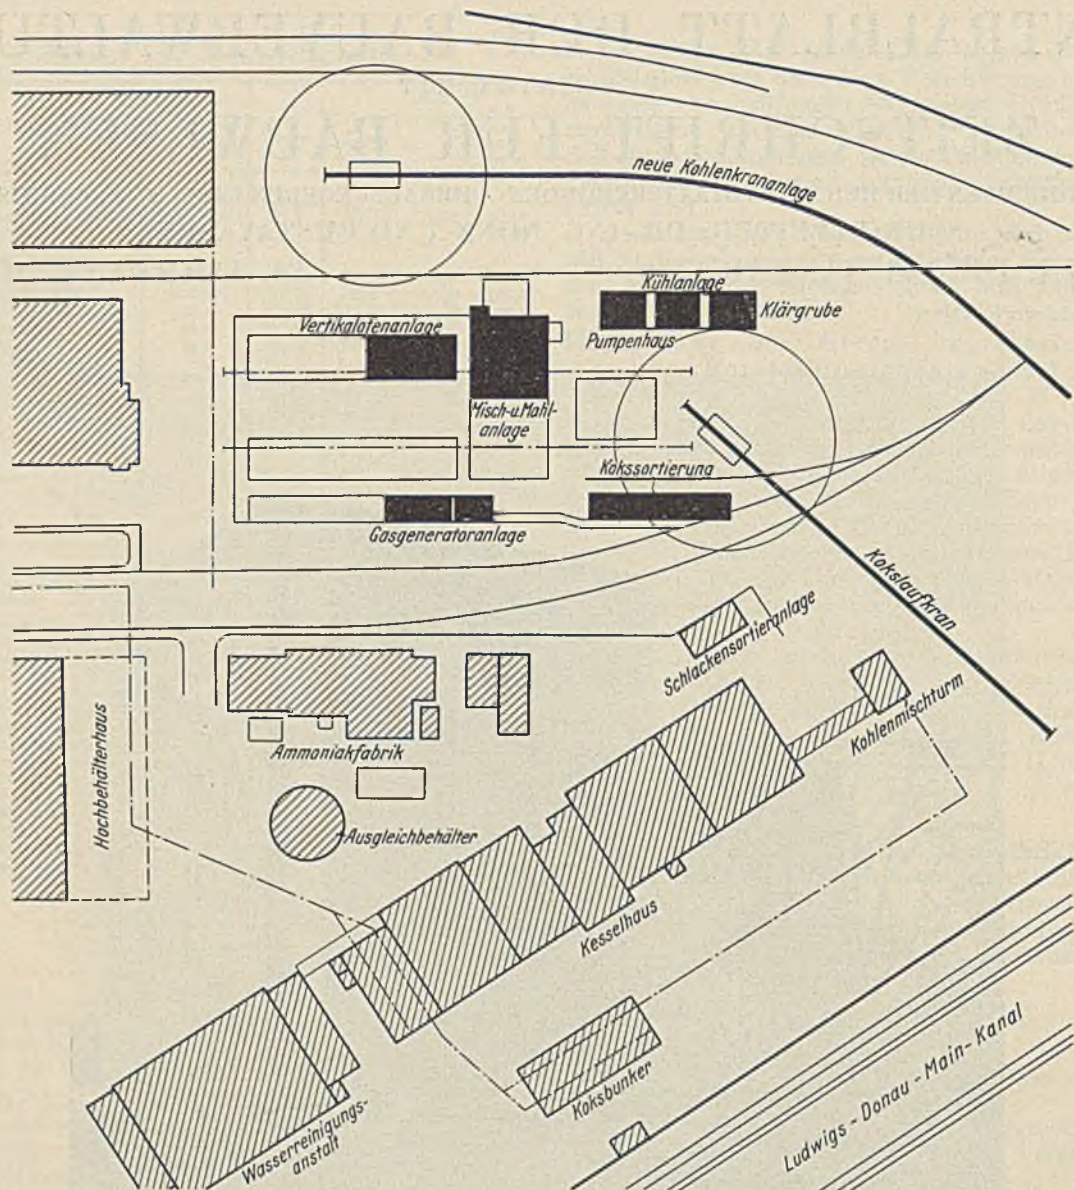 neue Kohlenkrananlage
Kühlanlage
Klärgrube
Vertikalofenanlage
Pumpenhaus
Misch-u. Mahl-
anlage
Kokssortierung
Gasgeneratoranlage
Kokslaufkran
Schlackensortieranlage
Kohlenmischturm
Hochbehälterhaus
Ammoniakfabrik
Ausgleichbehälter
Kesselhaus
Koksbunker
Wasserreinigungs-
anstalt
Ludwigs-Donau-Main-Kanal